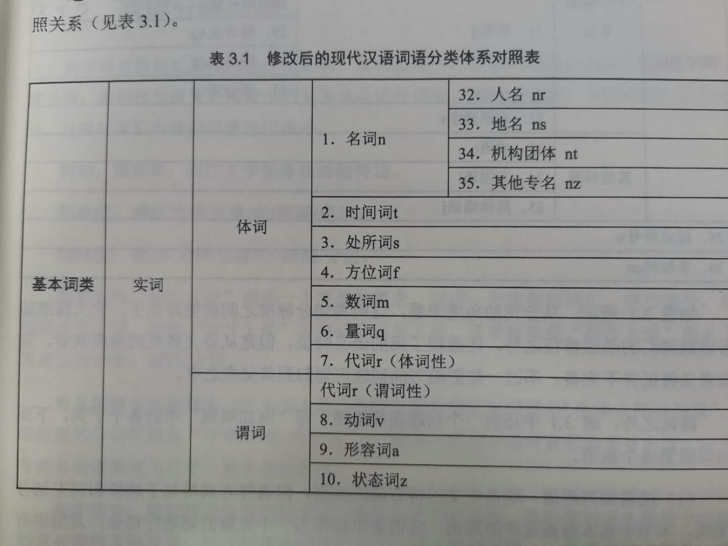 照关系（见表 3.1）。
表 3.1 修改后的现代汉语词语分类体系对照表
基本词类
实词
体词
1．名词n
32．人名 nr
33．地名 ns
34．机构团体 nt
35．其他专名 nz
2．时间词t
3．处所词s
4．方位词f
5．数词m
6．量词q
7．代词r（体词性）
谓词
代词r（谓词性）
8．动词v
9．形容词a
10．状态词z